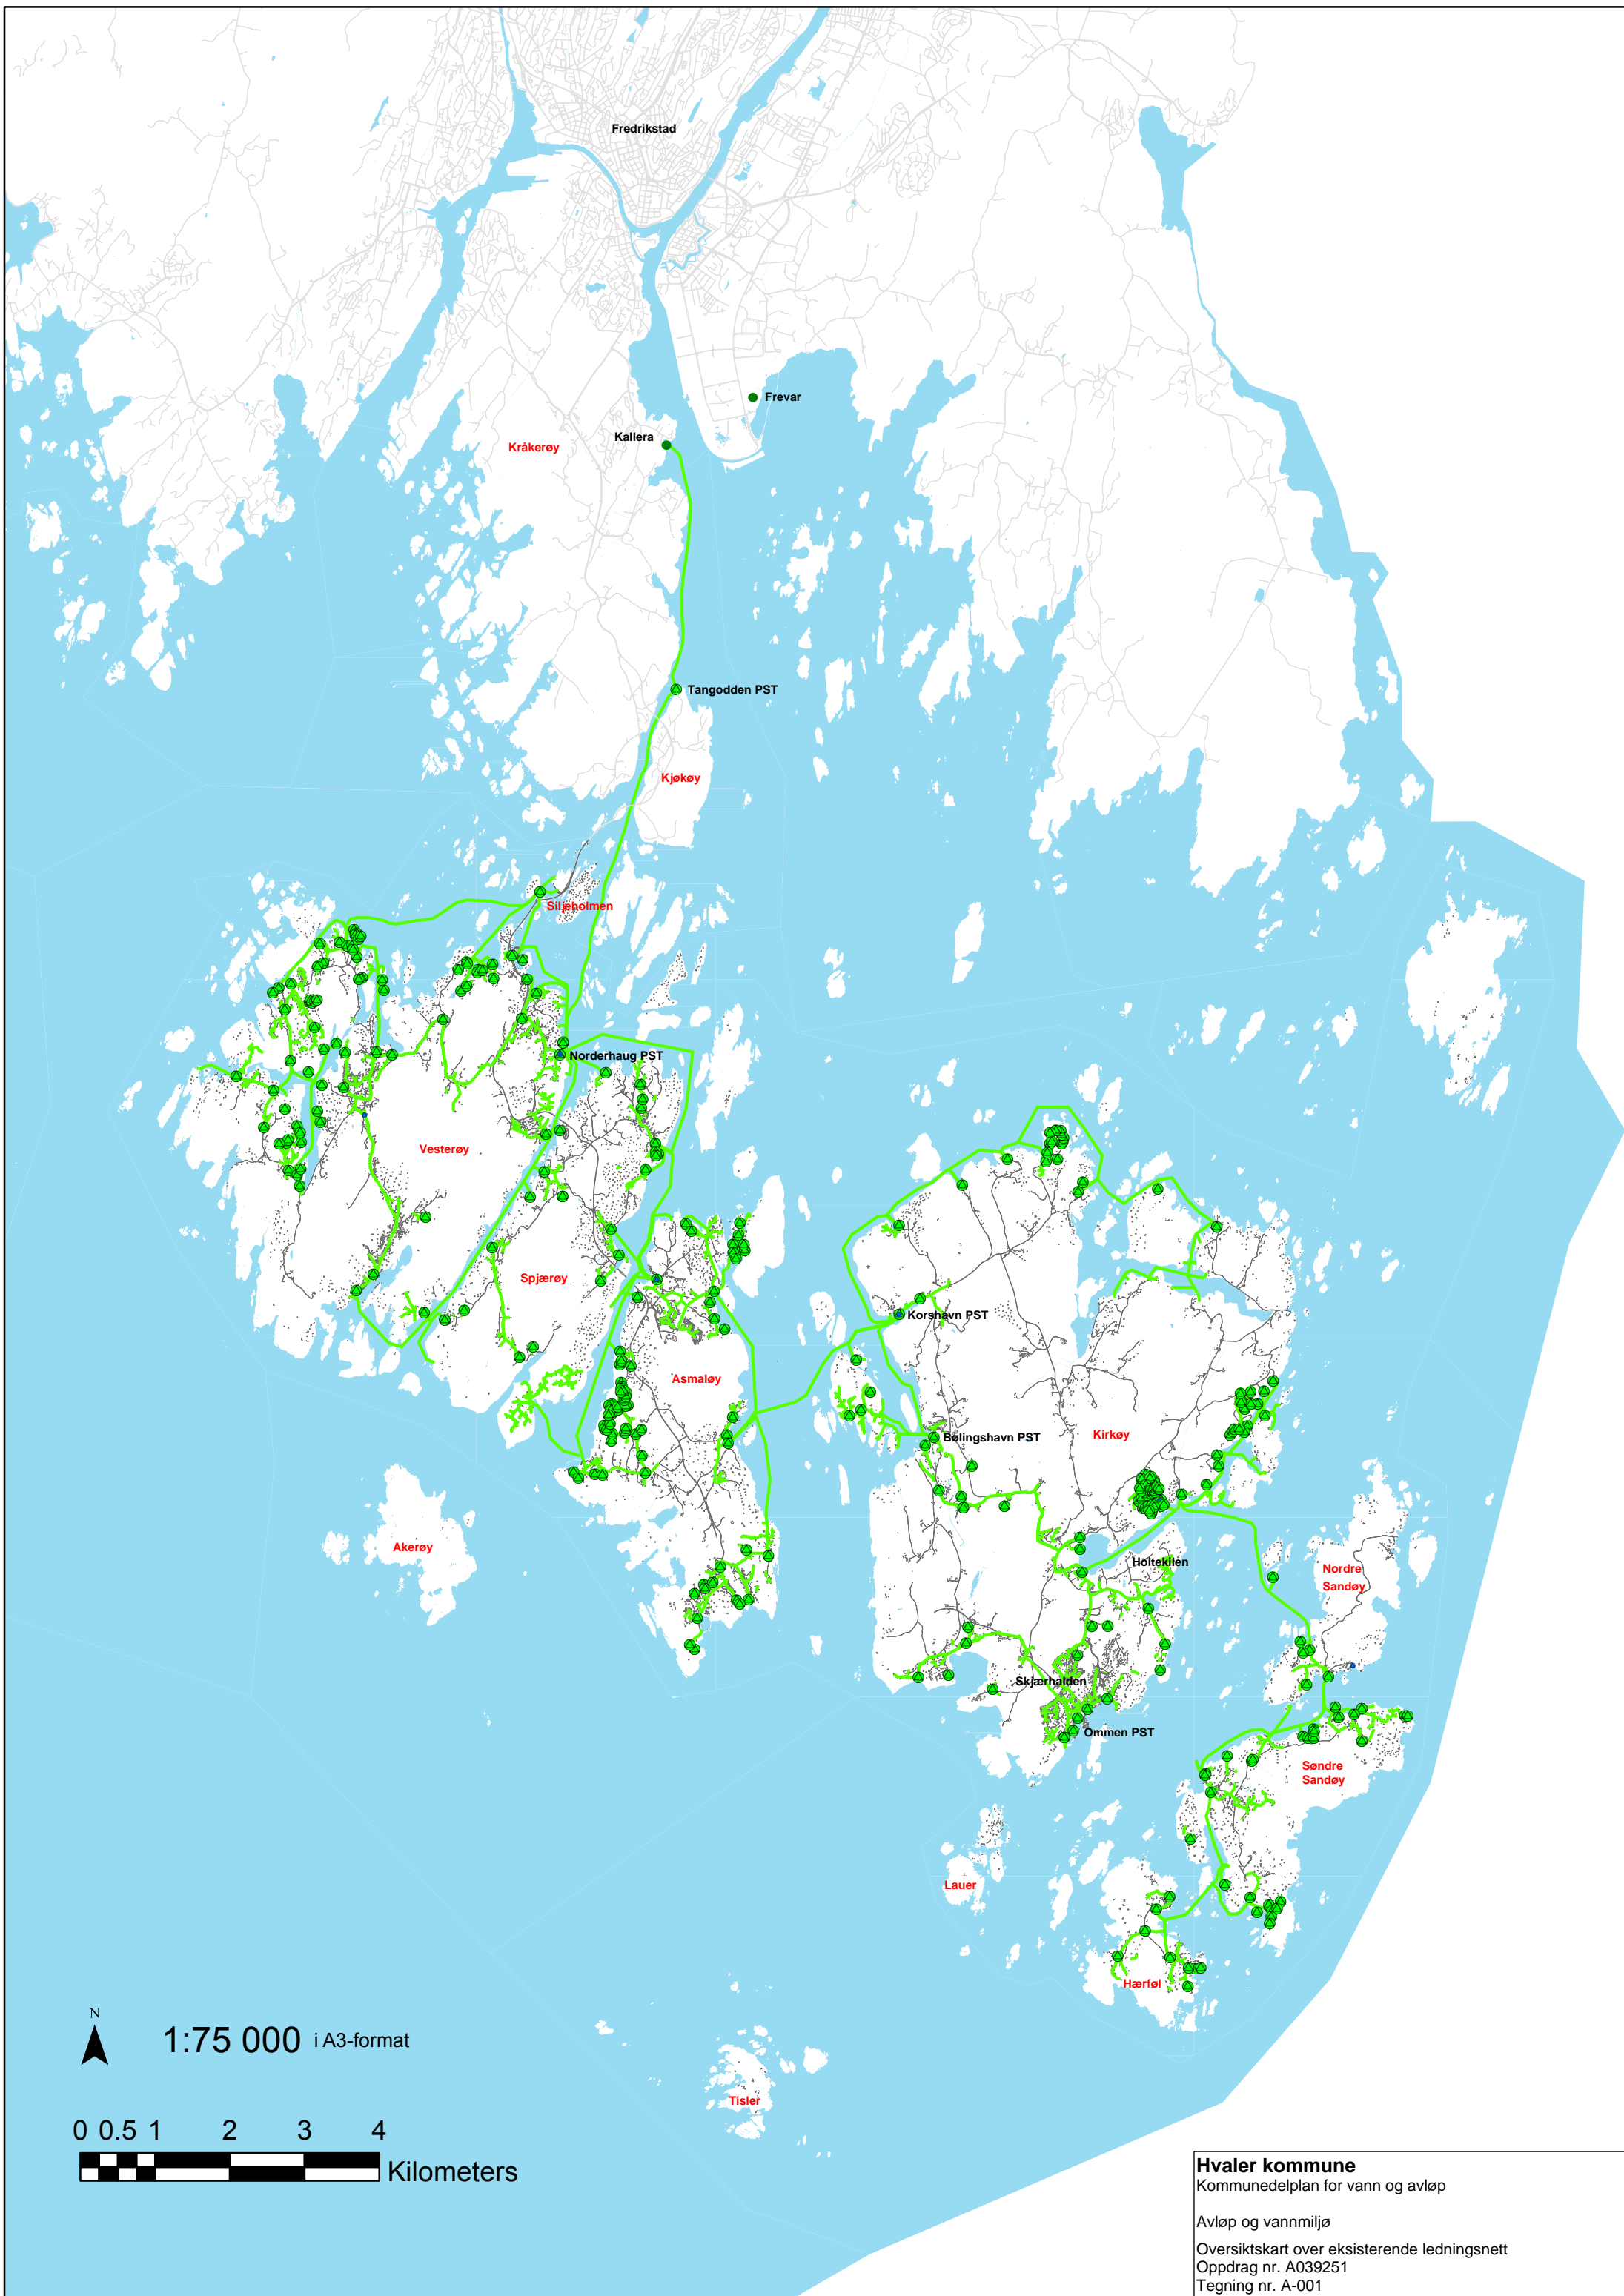 Fredrikstad
Frevar
Kallera
Kråkerøy
Tangodden PST
Kjøkøy
Siljeholmen
Norderhaug PST
Vesterøy
Spjærøy
Korshavn PST
Asmaløy
Kirkøy
Bølingshavn PST
Akerøy
Holtekilen
Nordre
Sandøy
Skjærhalden
Ommen PST
Søndre
Sandøy
Lauer
Hærføl
Tisler
N
1:75 000 i A3-format
0 0.5 1 2 3 4
Kilometers
Hvaler kommune
Kommunedelplan for vann og avløp
Avløp og vannmiljø
Oversiktskart over eksisterende ledningsnett
Oppdrag nr. A039251
Tegning nr. A-001